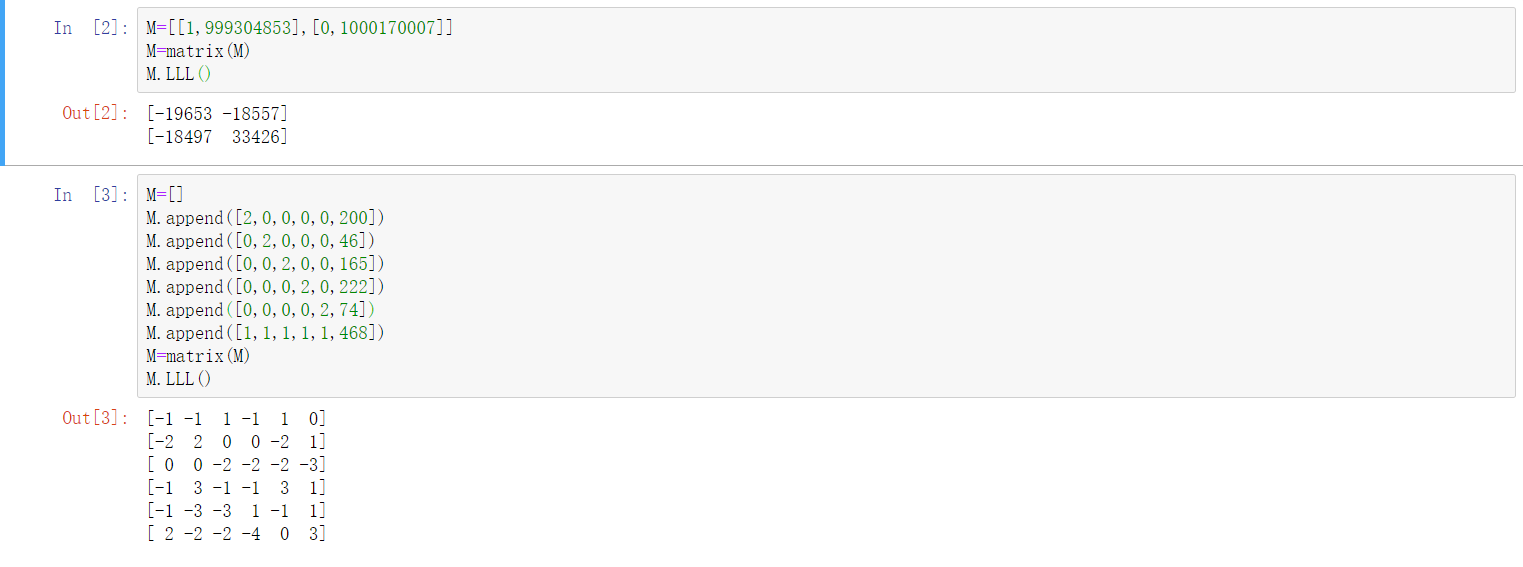 In [2]: M=[[1,999304853],[0,1000170007]]
M=matrix(M)
M.LLL()
Out[2]: [-19653 -18557]
[-18497  33426]
In [3]: M=[]
M.append([2,0,0,0,0,200])
M.append([0,2,0,0,0,46])
M.append([0,0,2,0,0,165])
M.append([0,0,0,2,0,222])
M.append([0,0,0,0,2,74])
M.append([1,1,1,1,1,468])
M=matrix(M)
M.LLL()
Out[3]: [-1 -1  1 -1  1  0]
[-2  2  0  0 -2  1]
[ 0  0 -2 -2 -2 -3]
[-1  3 -1 -1  3  1]
[-1 -3 -3  1 -1  1]
[ 2 -2 -2 -4  0  3]